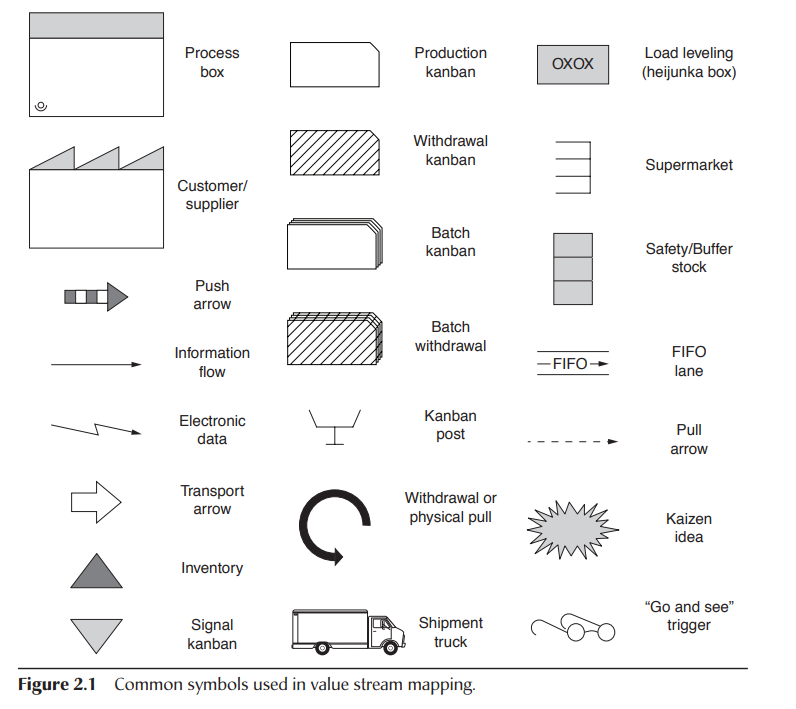 Process
box
Customer/
supplier
Push
arrow
Information
flow
Electronic
data
Transport
arrow
Inventory
Signal
kanban
Production
kanban
Withdrawal
kanban
Batch
kanban
Batch
withdrawal
Kanban
post
Withdrawal or
physical pull
Shipment
truck
OXOX
Load leveling
(heijunka box)
Supermarket
Safety/Buffer
stock
FIFO
FIFO
lane
Pull
arrow
Kaizen
idea
“Go and see”
trigger
Figure 2.1 Common symbols used in value stream mapping.